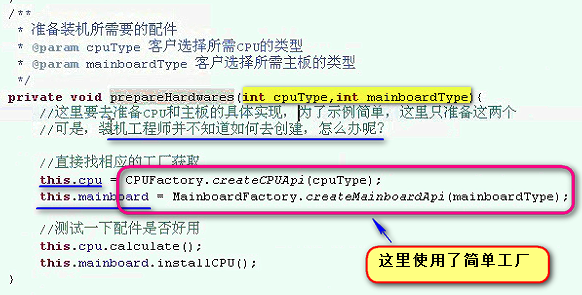 /**
 * 准备装机所需要的配件
 * @param cpuType 客户选择所需CPU的类型
 * @param mainboardType 客户选择所需主板的类型
 */
private void prepareHardwares(int cpuType,int mainboardType){
//这里要去准备CPU和主板的具体实现，为了示例简单，这里只准备这两个
//可是，装机工程师并不知道如何去创建，怎么办呢？
//直接找相应的工厂获取
this.cpu = CPUFactory.createCPUApi(cpuType);
this.mainboard = MainboardFactory.createMainboardApi(mainboardType);
//测试一下配件是否好用
this.cpu.calculate();
this.mainboard.installCPU();
}
这里使用了简单工厂